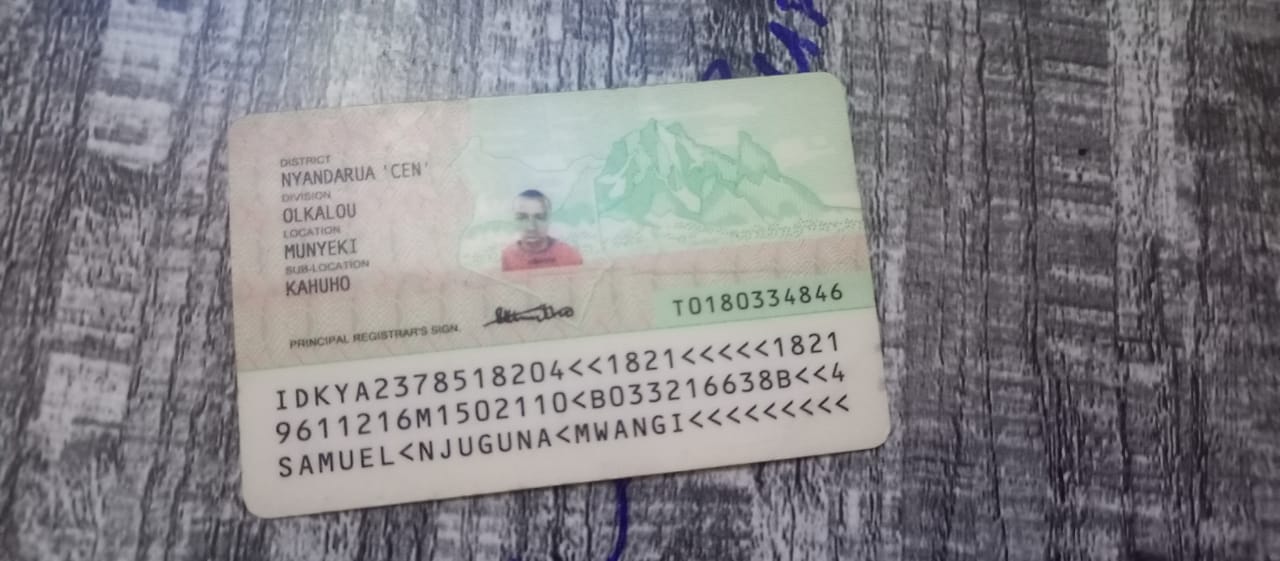 DISTRICT
NYANDARUA 'CEN'
DIVISION
OLKALOU
LOCATION
MUNYEKI
SUB-LOCATION
KAHUHO
PRINCIPAL REGISTRAR'S SIGN.
T0180334846
IDKYA2378518204<<1821<<<<<1821
9611216M1502110<B033216638B<<4
SAMUEL<NJUGUNA<MWANGI<<<<<<<<<